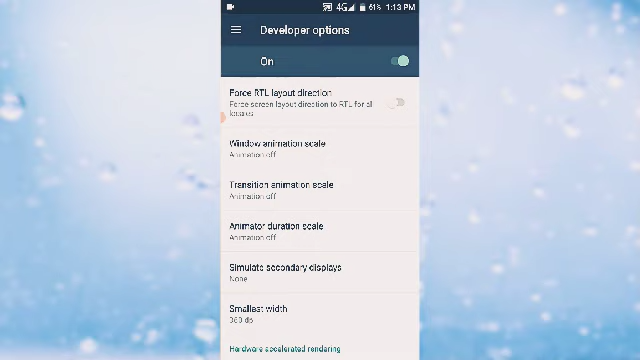 4G 61% 1:13 PM
Developer options
On
Force RTL layout direction
Force screen layout direction to RTL for all
locales
Window animation scale
Animation off
Transition animation scale
Animation off
Animator duration scale
Animation off
Simulate secondary displays
None
Smallest width
360 dp
Hardware accelerated rendering